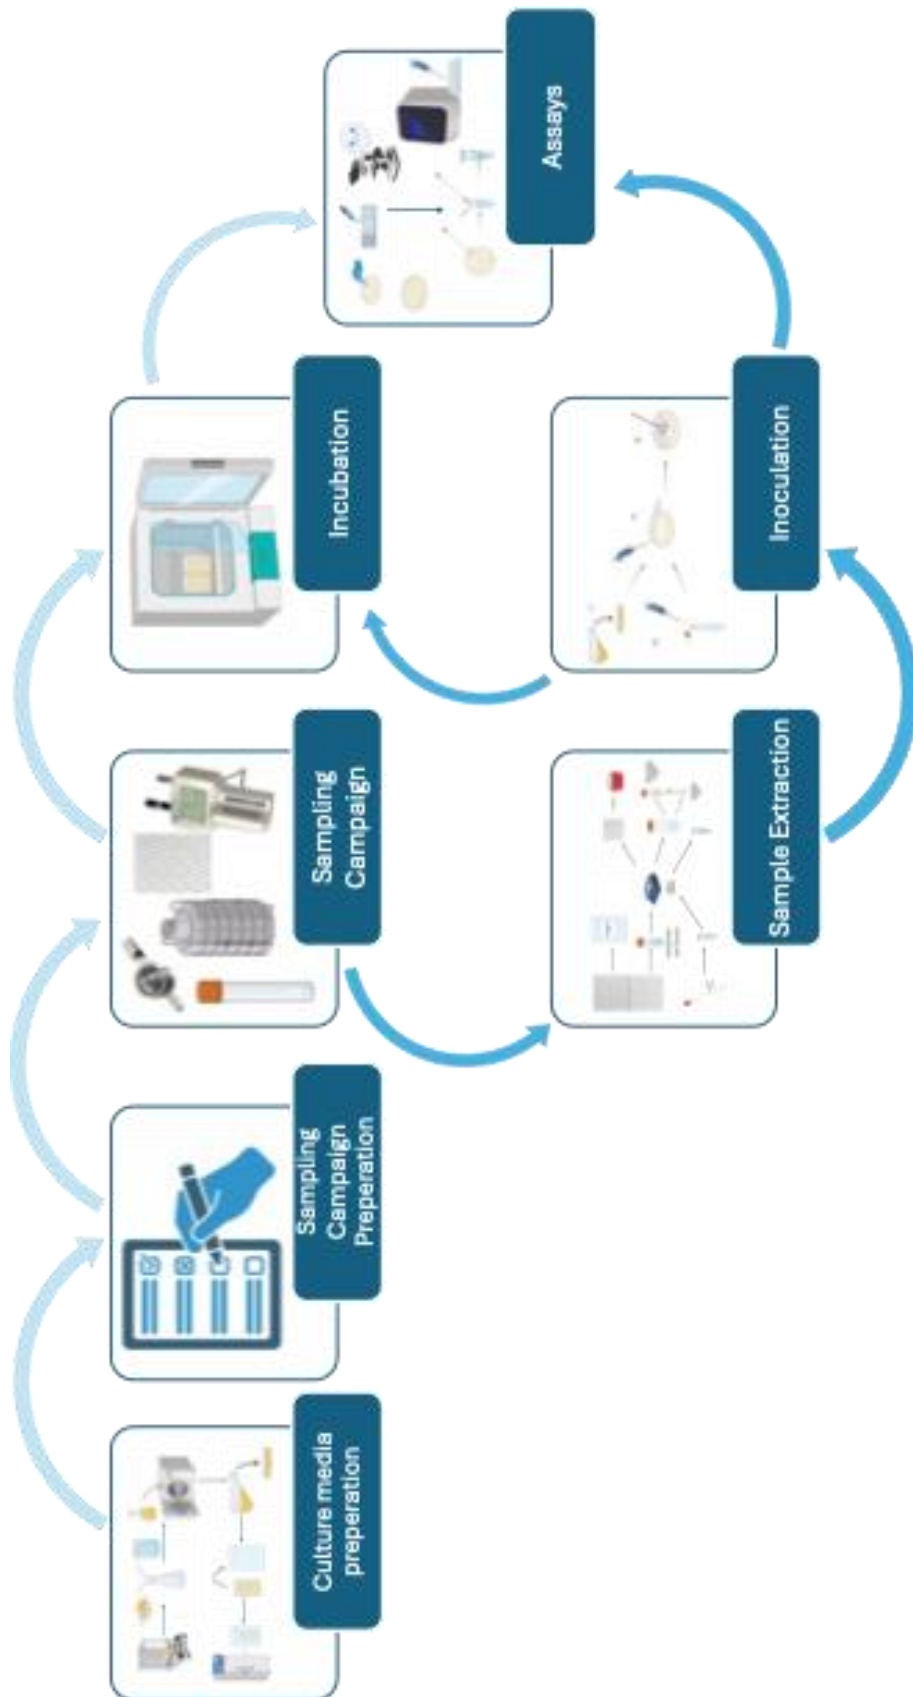 Culture media
preperation
Sampling
Campaign
Preperation
Sampling
Campaign
Incubation
Sample Extraction
Inoculation
Assays